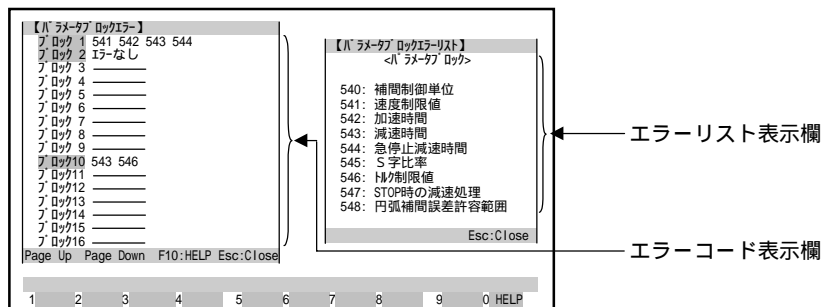 【ﾊﾟﾗﾒｰﾀﾌﾞﾛｯｸｴﾗｰ】
ﾌﾞﾛｯｸ 1 541 542 543 544
ﾌﾞﾛｯｸ 2 ｴﾗｰなし
ﾌﾞﾛｯｸ 3 ―――――
ﾌﾞﾛｯｸ 4 ―――――
ﾌﾞﾛｯｸ 5 ―――――
ﾌﾞﾛｯｸ 6 ―――――
ﾌﾞﾛｯｸ 7 ―――――
ﾌﾞﾛｯｸ 8 ―――――
ﾌﾞﾛｯｸ 9 ―――――
ﾌﾞﾛｯｸ10 543 546
ﾌﾞﾛｯｸ11 ―――――
ﾌﾞﾛｯｸ12 ―――――
ﾌﾞﾛｯｸ13 ―――――
ﾌﾞﾛｯｸ14 ―――――
ﾌﾞﾛｯｸ15 ―――――
ﾌﾞﾛｯｸ16 ―――――
Page Up Page Down F10:HELP Esc:Close
【ﾊﾟﾗﾒｰﾀﾌﾞﾛｯｸｴﾗｰﾘｽﾄ】
<ﾊﾟﾗﾒｰﾀﾌﾞﾛｯｸ>
540: 補間制御単位
541: 速度制限値
542: 加速時間
543: 減速時間
544: 急停止減速時間
545: Ｓ字比率
546: ﾄﾙｸ制限値
547: STOP時の減速処理
548: 円弧補間誤差許容範囲
Esc:Close
エラーリスト表示欄
エラーコード表示欄
1 2 3 4 5 6 7 8 9 0 HELP